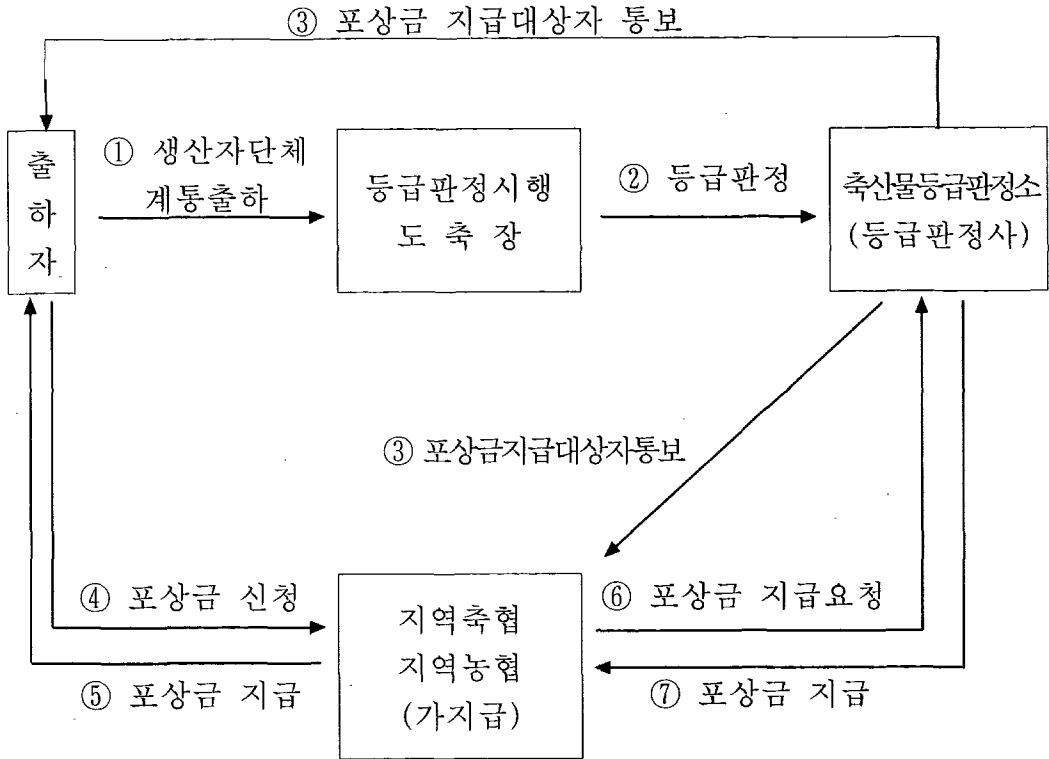 ③ 포상금 지급대상자 통보
출
하
자
① 생산자단체
계통출하
등급판정시행
도 축 장
② 등급판정
축산물등급판정소
(등급판정사)
③ 포상금지급대상자통보
④ 포상금 신청
⑤ 포상금 지급
지역축협
지역농협
(가지급)
⑥ 포상금 지급요청
⑦ 포상금 지급